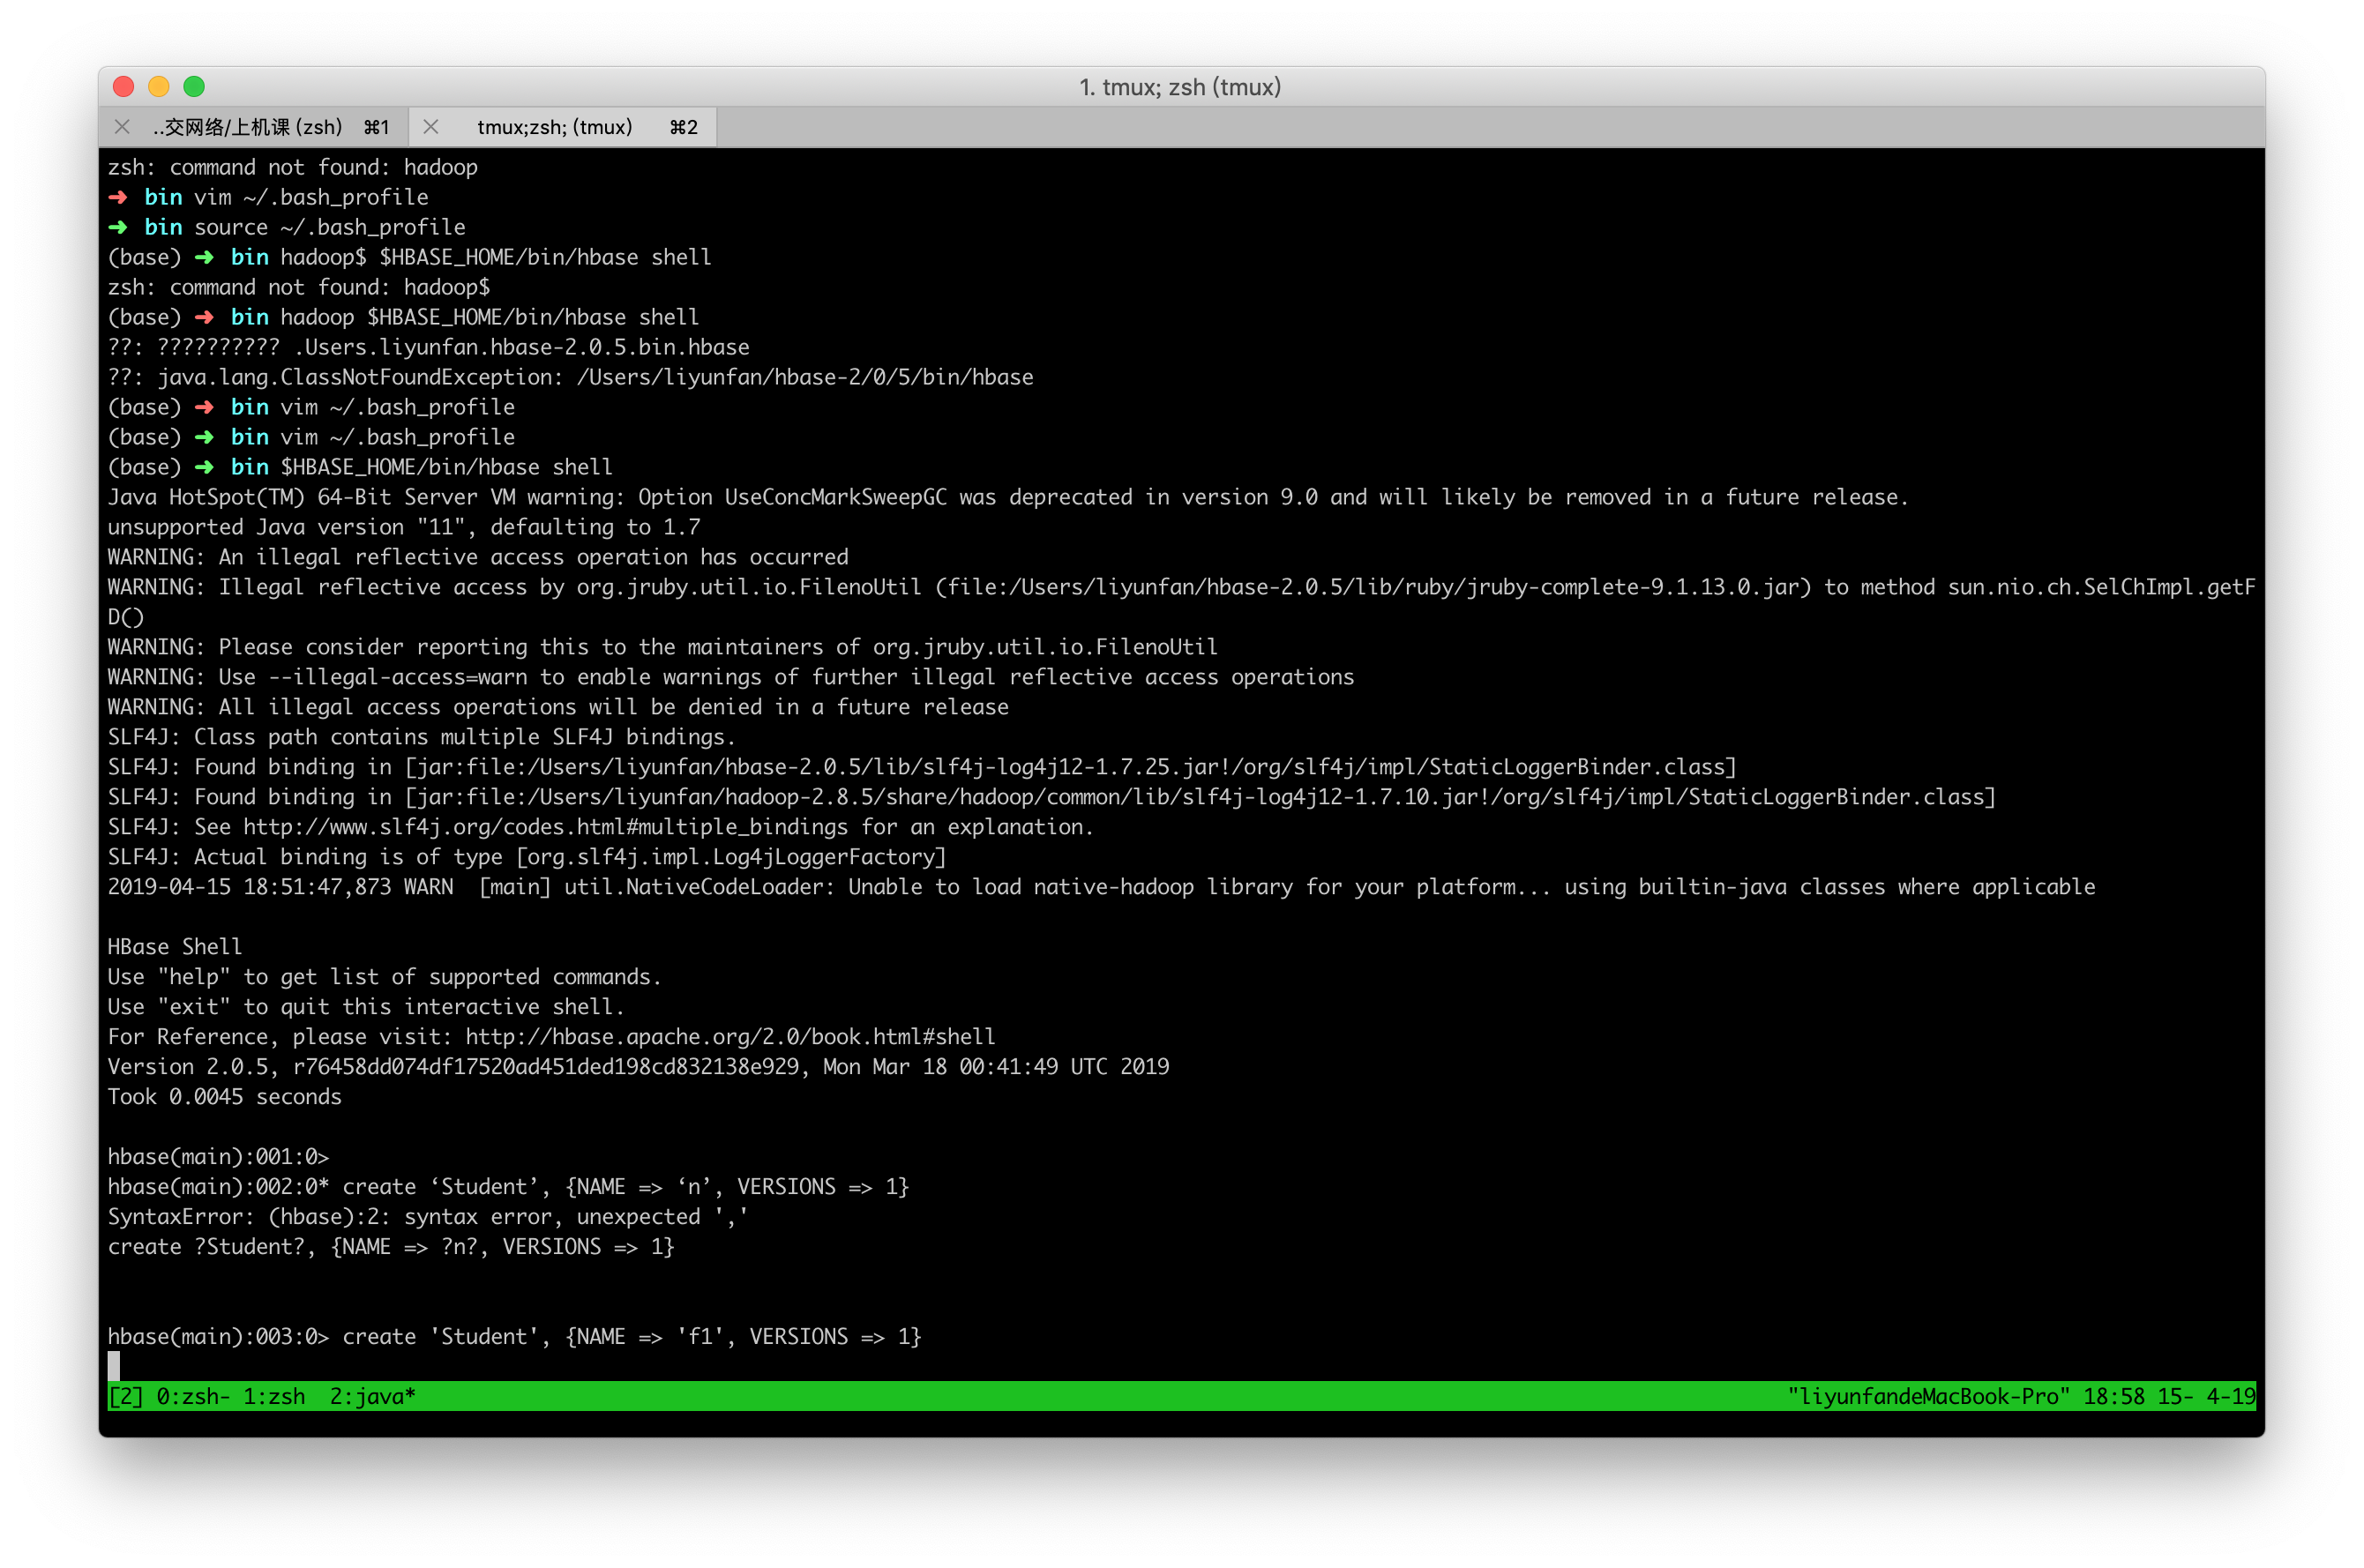 1. tmux; zsh (tmux)
..交网络/上机课 (zsh) ⌘1 tmux;zsh; (tmux) ⌘2
zsh: command not found: hadoop
➜ bin vim ~/.bash_profile
➜ bin source ~/.bash_profile
(base) ➜ bin hadoop$ $HBASE_HOME/bin/hbase shell
zsh: command not found: hadoop$
(base) ➜ bin hadoop $HBASE_HOME/bin/hbase shell
??: ?????????? .Users.liyunfan.hbase-2.0.5.bin.hbase
??: java.lang.ClassNotFoundException: /Users/liyunfan/hbase-2/0/5/bin/hbase
(base) ➜ bin vim ~/.bash_profile
(base) ➜ bin vim ~/.bash_profile
(base) ➜ bin $HBASE_HOME/bin/hbase shell
Java HotSpot(TM) 64-Bit Server VM warning: Option UseConcMarkSweepGC was deprecated in version 9.0 and will likely be removed in a future release.
unsupported Java version "11", defaulting to 1.7
WARNING: An illegal reflective access operation has occurred
WARNING: Illegal reflective access by org.jruby.util.io.FilenoUtil (file:/Users/liyunfan/hbase-2.0.5/lib/ruby/jruby-complete-9.1.13.0.jar) to method sun.nio.ch.SelChImpl.getF
D()
WARNING: Please consider reporting this to the maintainers of org.jruby.util.io.FilenoUtil
WARNING: Use --illegal-access=warn to enable warnings of further illegal reflective access operations
WARNING: All illegal access operations will be denied in a future release
SLF4J: Class path contains multiple SLF4J bindings.
SLF4J: Found binding in [jar:file:/Users/liyunfan/hbase-2.0.5/lib/slf4j-log4j12-1.7.25.jar!/org/slf4j/impl/StaticLoggerBinder.class]
SLF4J: Found binding in [jar:file:/Users/liyunfan/hadoop-2.8.5/share/hadoop/common/lib/slf4j-log4j12-1.7.10.jar!/org/slf4j/impl/StaticLoggerBinder.class]
SLF4J: See http://www.slf4j.org/codes.html#multiple_bindings for an explanation.
SLF4J: Actual binding is of type [org.slf4j.impl.Log4jLoggerFactory]
2019-04-15 18:51:47,873 WARN  [main] util.NativeCodeLoader: Unable to load native-hadoop library for your platform... using builtin-java classes where applicable
HBase Shell
Use "help" to get list of supported commands.
Use "exit" to quit this interactive shell.
For Reference, please visit: http://hbase.apache.org/2.0/book.html#shell
Version 2.0.5, r76458dd074df17520ad451ded198cd832138e929, Mon Mar 18 00:41:49 UTC 2019
Took 0.0045 seconds
hbase(main):001:0>
hbase(main):002:0* create ‘Student’, {NAME => ‘n’, VERSIONS => 1}
SyntaxError: (hbase):2: syntax error, unexpected ','
create ?Student?, {NAME => ?n?, VERSIONS => 1}
hbase(main):003:0> create 'Student', {NAME => 'f1', VERSIONS => 1}
[2] 0:zsh- 1:zsh  2:java* "liyunfandeMacBook-Pro" 18:58 15- 4-19